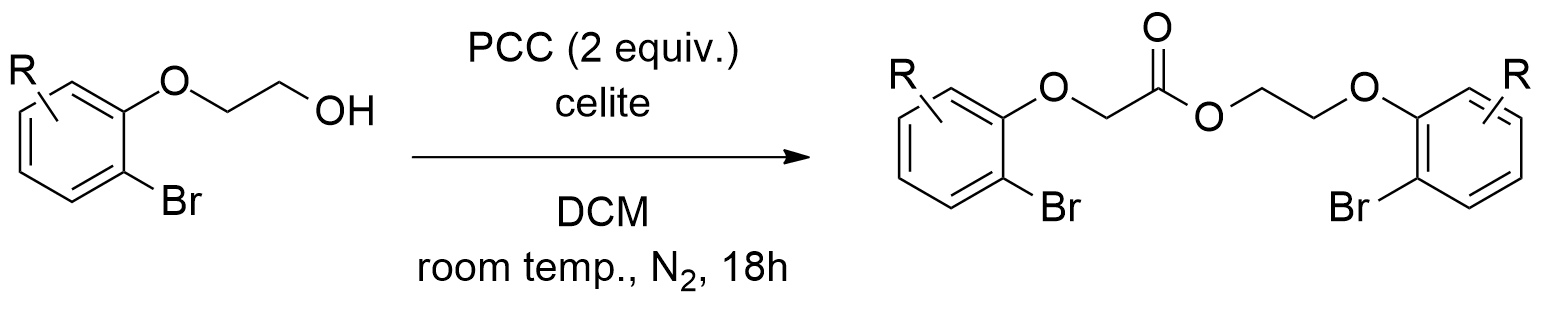 R
O
OH
Br
PCC (2 equiv.)
celite
DCM
room temp., N₂, 18h
R
O
Br
O
O
O
Br
R